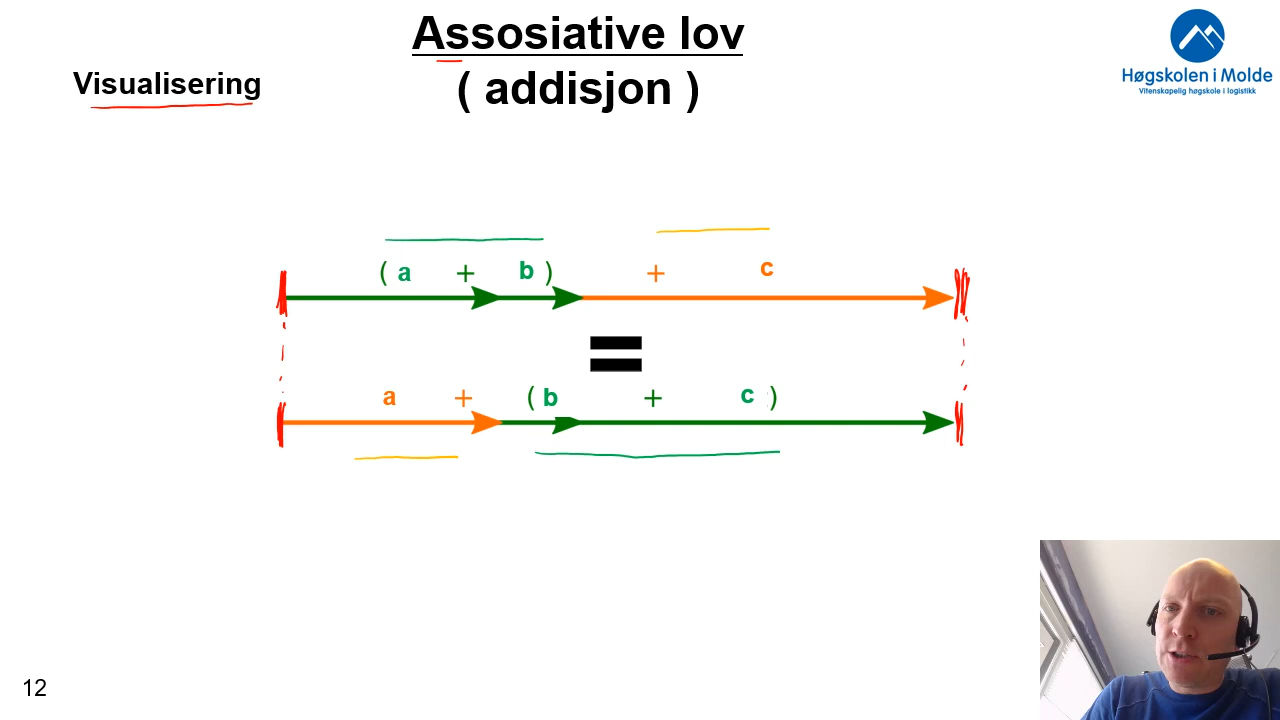 Assosiative lov
Visualisering
( addisjon )
Høgskolen i Molde
Vitenskapelig høgskole i logistikk
( a + b ) + c
=
a + ( b + c )
12